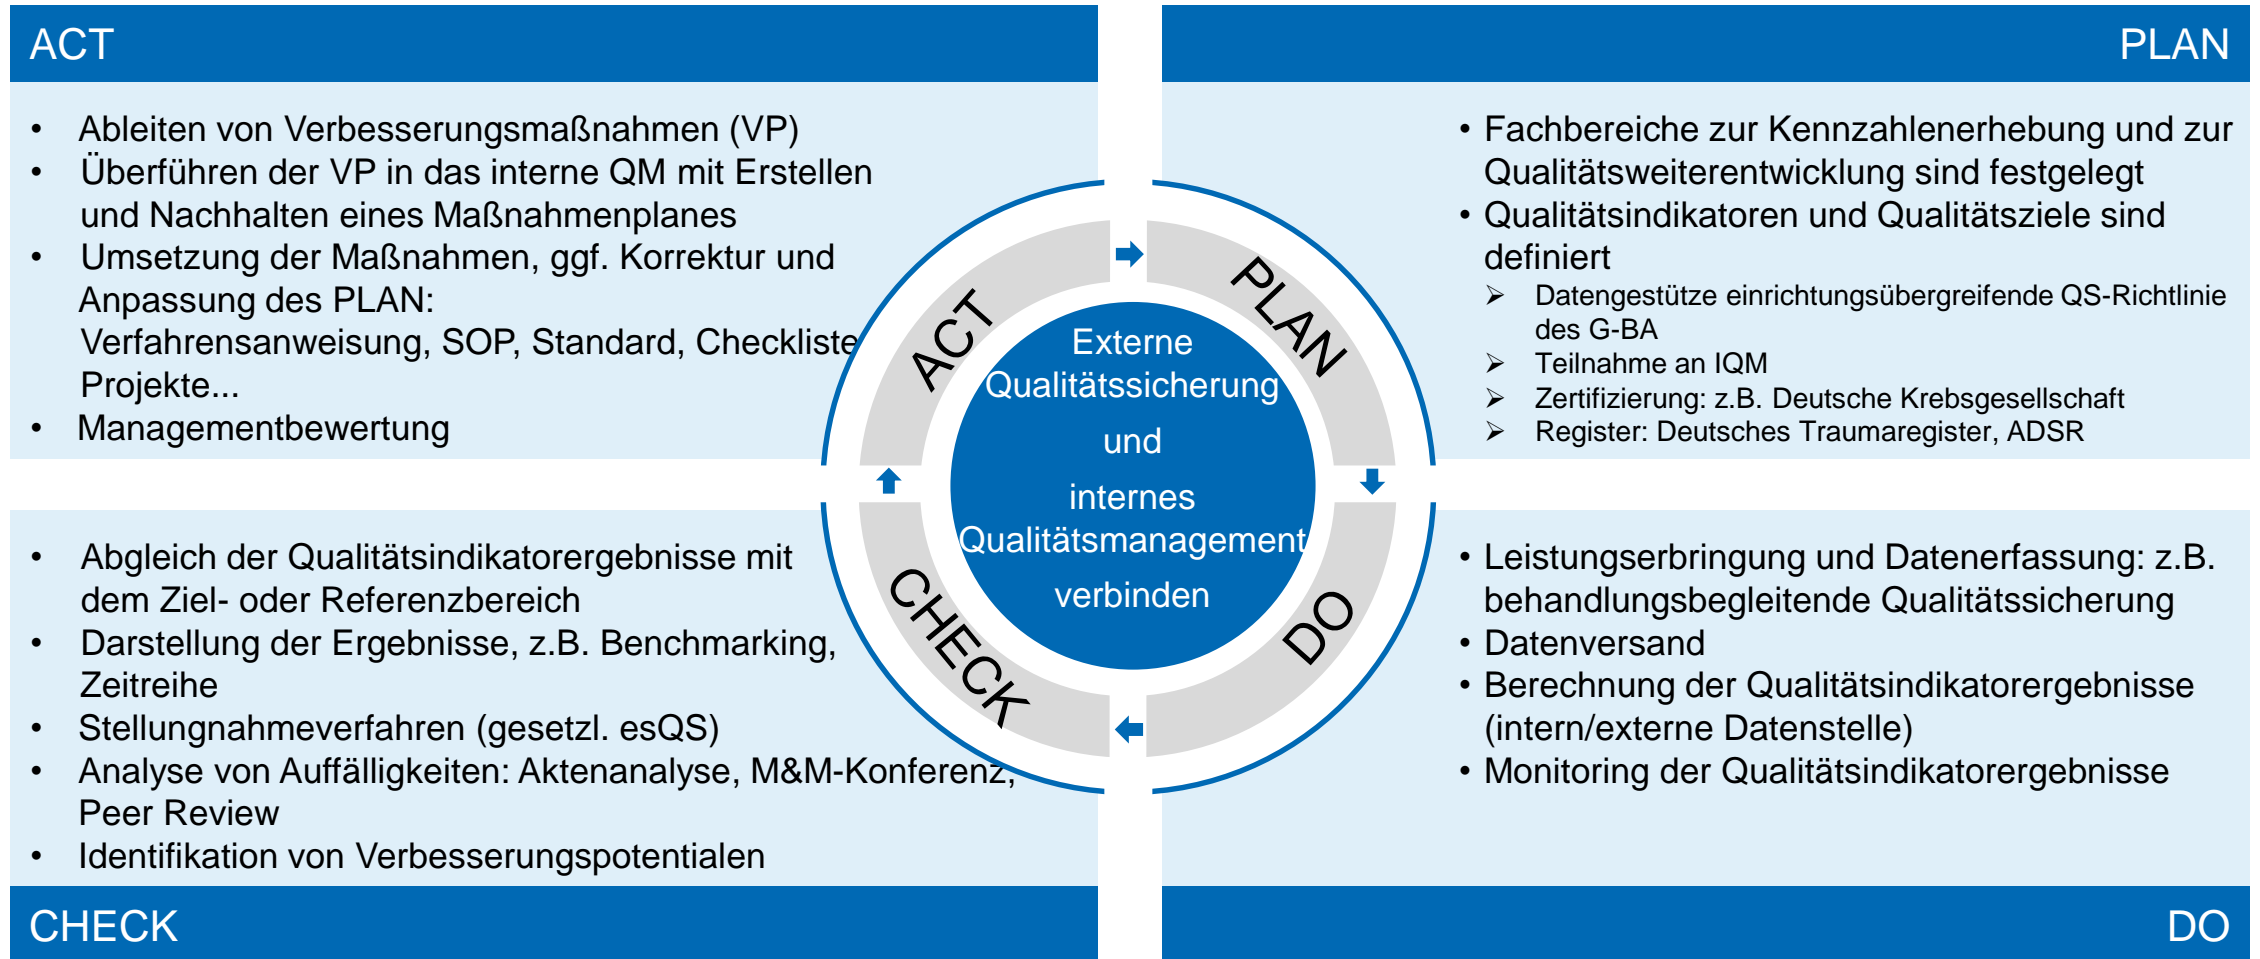 ACT
• Ableiten von Verbesserungsmaßnahmen (VP)
• Überführen der VP in das interne QM mit Erstellen
und Nachhalten eines Maßnahmenplanes
• Umsetzung der Maßnahmen, ggf. Korrektur und
Anpassung des PLAN:
Verfahrensanweisung, SOP, Standard, Checkliste
Projekte...
• Managementbewertung
PLAN
• Fachbereiche zur Kennzahlenerhebung und zur
Qualitätsweiterentwicklung sind festgelegt
• Qualitätsindikatoren und Qualitätsziele sind
definiert
➢ Datengestütze einrichtungsübergreifende QS-Richtlinie
des G-BA
➢ Teilnahme an IQM
➢ Zertifizierung: z.B. Deutsche Krebsgesellschaft
➢ Register: Deutsches Traumaregister, ADSR
ACT
PLAN
Externe
Qualitätssicherung
und
internes
Qualitätsmanagement
verbinden
CHECK
DO
• Abgleich der Qualitätsindikatorergebnisse mit
dem Ziel- oder Referenzbereich
• Darstellung der Ergebnisse, z.B. Benchmarking,
Zeitreihe
• Stellungnahmeverfahren (gesetzl. esQS)
• Analyse von Auffälligkeiten: Aktenanalyse, M&M-Konferenz,
Peer Review
• Identifikation von Verbesserungspotentialen
CHECK
• Leistungserbringung und Datenerfassung: z.B.
behandlungsbegleitende Qualitätssicherung
• Datenversand
• Berechnung der Qualitätsindikatorergebnisse
(intern/externe Datenstelle)
• Monitoring der Qualitätsindikatorergebnisse
DO